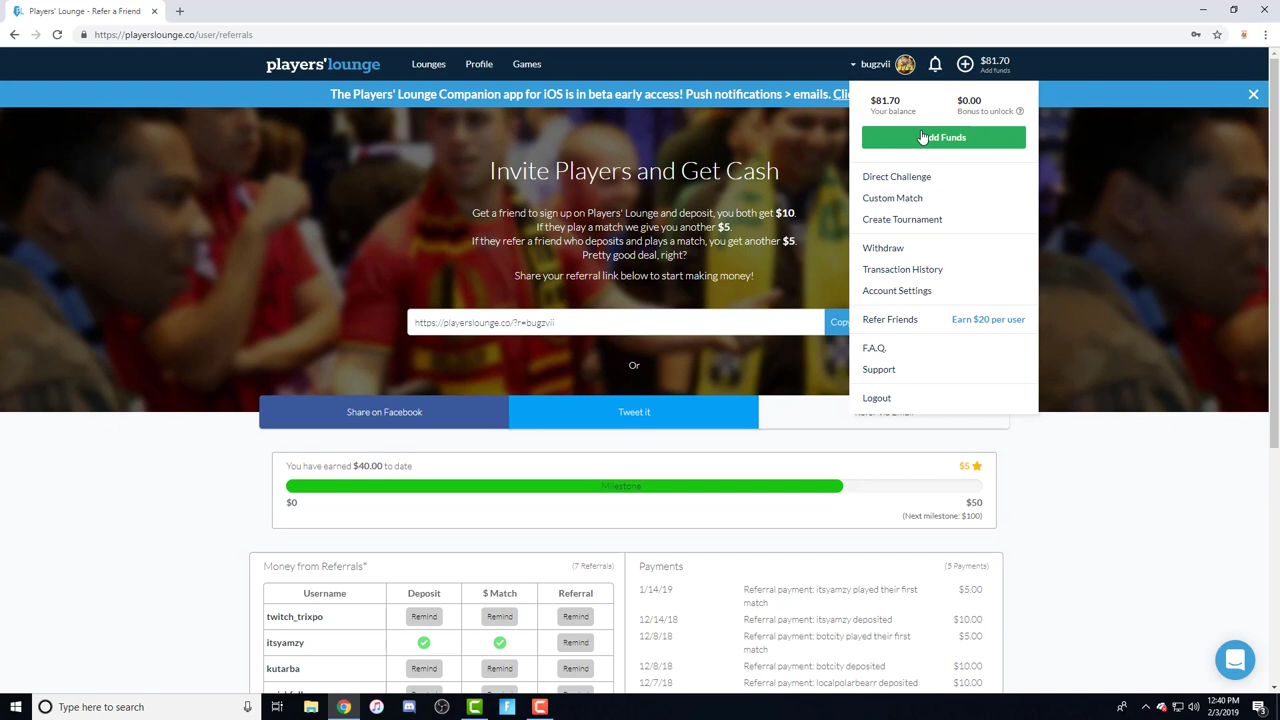 Players' Lounge - Refer a Friend
https://playerslounge.co/user/referrals
players'lounge
Lounges
Profile
Games
bugzvii
$81.70
Add funds
The Players' Lounge Companion app for iOS is in beta early access! Push notifications > emails.
$81.70
Your balance
$0.00
Bonus to unlock
Funds
Direct Challenge
Custom Match
Create Tournament
Withdraw
Transaction History
Account Settings
Refer Friends
Earn $20 per user
F.A.Q.
Support
Logout
Invite Players and Get Cash
Get a friend to sign up on Players' Lounge and deposit, you both get $10.
If they play a match we give you another $5.
If they refer a friend who deposits and plays a match, you get another $5.
Pretty good deal, right?
Share your referral link below to start making money!
https://playerslounge.co/?r=bugzvii
Or
Share on Facebook
Tweet it
You have earned $40.00 to date
$5
Milestone
$0
$50
(Next milestone: $100)
Money from Referrals*
(7 Referrals)
Username
Deposit
$ Match
Referral
twitch_trixpo
Remind
Remind
Remind
itsyamzy
Remind
kutarba
Remind
Remind
Remind
Payments
(5 Payments)
1/14/19
Referral payment: itsyamzy played their first
match
$5.00
12/14/18
Referral payment: itsyamzy deposited
$10.00
12/8/18
Referral payment: botcity played their first
match
$5.00
12/8/18
Referral payment: botcity deposited
$10.00
12/7/18
Referral payment: localpolarbearr deposited
$10.00
Type here to search
12:40 PM
2/3/2019
3